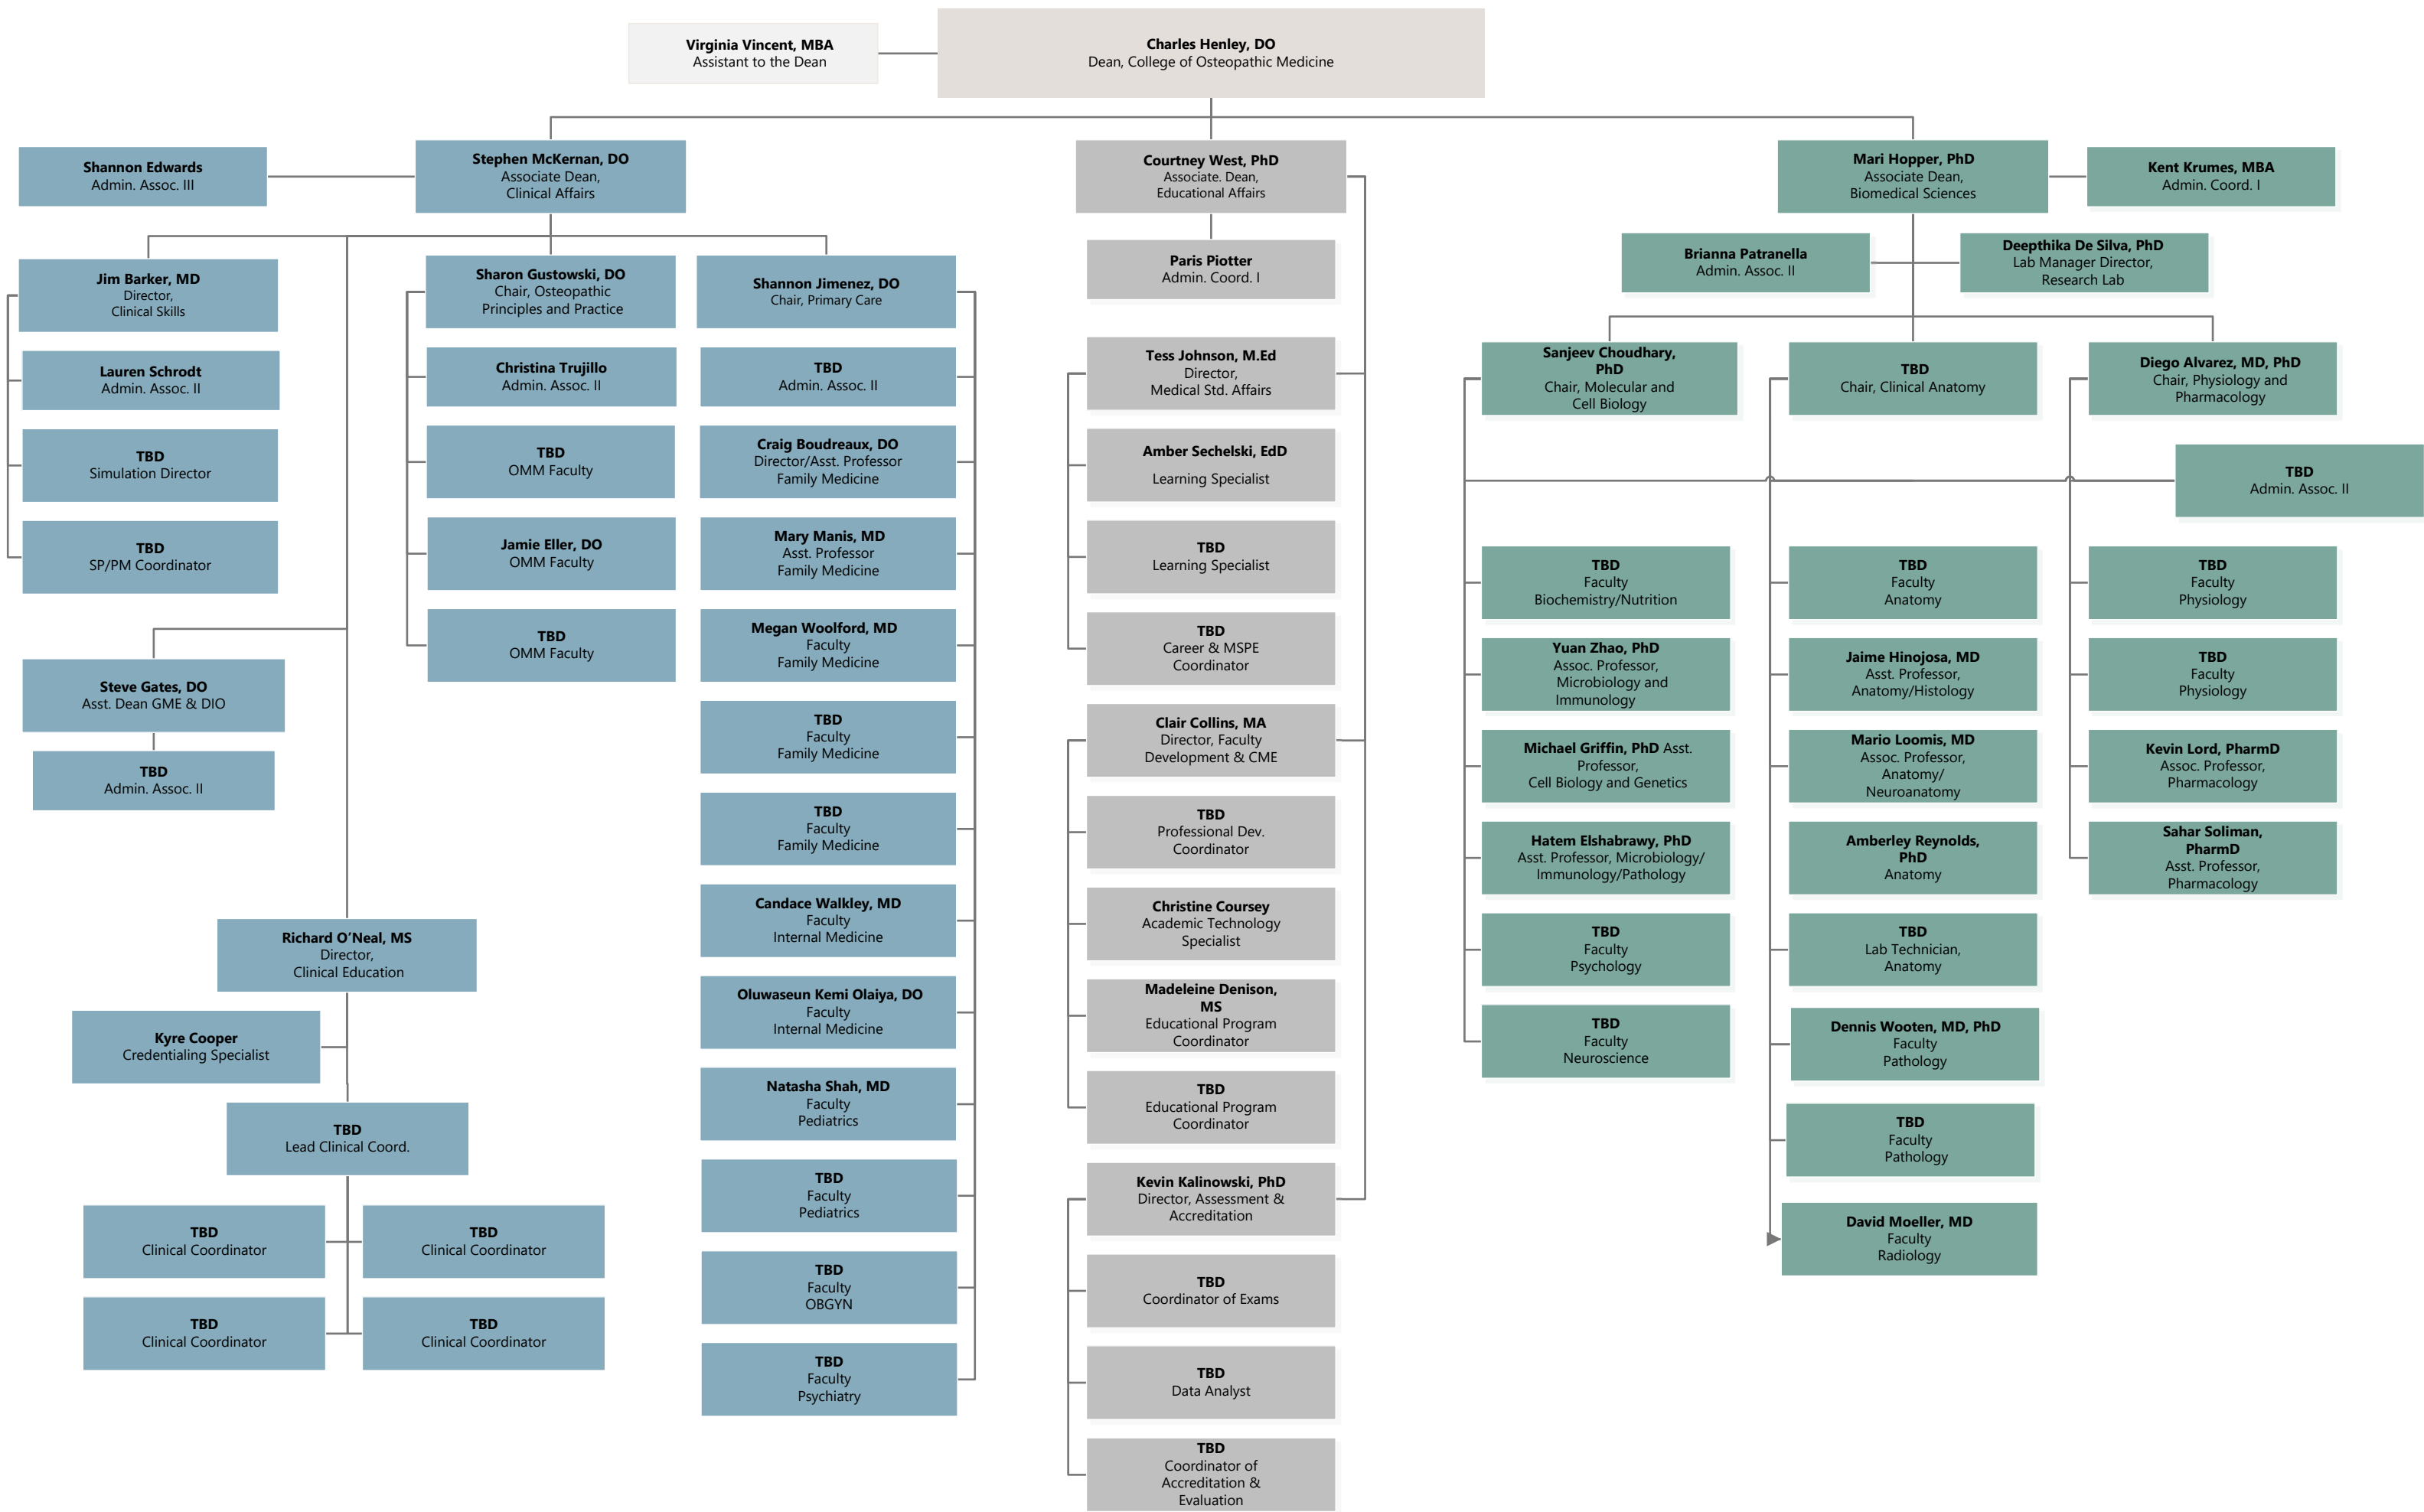 Virginia Vincent, MBA
Assistant to the Dean
Charles Henley, DO
Dean, College of Osteopathic Medicine
Shannon Edwards
Admin. Assoc. III
Stephen McKernan, DO
Associate Dean,
Clinical Affairs
Jim Barker, MD
Director,
Clinical Skills
Lauren Schrodt
Admin. Assoc. II
TBD
Simulation Director
TBD
SP/PM Coordinator
Steve Gates, DO
Asst. Dean GME & DIO
TBD
Admin. Assoc. II
Richard O’Neal, MS
Director,
Clinical Education
Kyre Cooper
Credentialing Specialist
TBD
Lead Clinical Coord.
TBD
Clinical Coordinator
TBD
Clinical Coordinator
TBD
Clinical Coordinator
TBD
Clinical Coordinator
Sharon Gustowski, DO
Chair, Osteopathic
Principles and Practice
Christina Trujillo
Admin. Assoc. II
TBD
OMM Faculty
Jamie Eller, DO
OMM Faculty
TBD
OMM Faculty
Shannon Jimenez, DO
Chair, Primary Care
TBD
Admin. Assoc. II
Craig Boudreaux, DO
Director/Asst. Professor
Family Medicine
Mary Manis, MD
Asst. Professor
Family Medicine
Megan Woolford, MD
Faculty
Family Medicine
TBD
Faculty
Family Medicine
TBD
Faculty
Family Medicine
Candace Walkley, MD
Faculty
Internal Medicine
Oluwaseun Kemi Olaiya, DO
Faculty
Internal Medicine
Natasha Shah, MD
Faculty
Pediatrics
TBD
Faculty
Pediatrics
TBD
Faculty
OBGYN
TBD
Faculty
Psychiatry
Courtney West, PhD
Associate. Dean,
Educational Affairs
Paris Piotter
Admin. Coord. I
Tess Johnson, M.Ed
Director,
Medical Std. Affairs
Amber Sechelski, EdD
Learning Specialist
TBD
Learning Specialist
TBD
Career & MSPE
Coordinator
Clair Collins, MA
Director, Faculty
Development & CME
TBD
Professional Dev.
Coordinator
Christine Coursey
Academic Technology
Specialist
Madeleine Denison,
MS
Educational Program
Coordinator
TBD
Educational Program
Coordinator
Kevin Kalinowski, PhD
Director, Assessment &
Accreditation
TBD
Coordinator of Exams
TBD
Data Analyst
TBD
Coordinator of
Accreditation &
Evaluation
Mari Hopper, PhD
Associate Dean,
Biomedical Sciences
Kent Krumes, MBA
Admin. Coord. I
Brianna Patranella
Admin. Assoc. II
Deepthika De Silva, PhD
Lab Manager Director,
Research Lab
Sanjeev Choudhary,
PhD
Chair, Molecular and
Cell Biology
TBD
Chair, Clinical Anatomy
Diego Alvarez, MD, PhD
Chair, Physiology and
Pharmacology
TBD
Admin. Assoc. II
TBD
Faculty
Biochemistry/Nutrition
Yuan Zhao, PhD
Assoc. Professor,
Microbiology and
Immunology
Michael Griffin, PhD Asst.
Professor,
Cell Biology and Genetics
Hatem Elshabrawy, PhD
Asst. Professor, Microbiology/
Immunology/Pathology
TBD
Faculty
Psychology
TBD
Faculty
Neuroscience
TBD
Faculty
Anatomy
Jaime Hinojosa, MD
Asst. Professor,
Anatomy/Histology
Mario Loomis, MD
Assoc. Professor,
Anatomy/
Neuroanatomy
Amberley Reynolds,
PhD
Anatomy
TBD
Lab Technician,
Anatomy
Dennis Wooten, MD, PhD
Faculty
Pathology
TBD
Faculty
Pathology
David Moeller, MD
Faculty
Radiology
TBD
Faculty
Physiology
TBD
Faculty
Physiology
Kevin Lord, PharmD
Assoc. Professor,
Pharmacology
Sahar Soliman,
PharmD
Asst. Professor,
Pharmacology